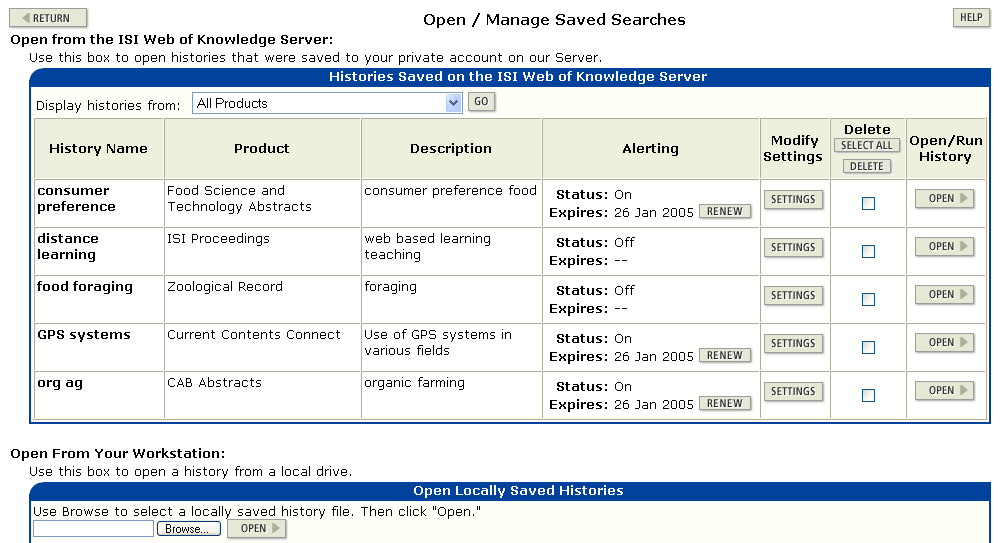 RETURN
Open / Manage Saved Searches
HELP
Open from the ISI Web of Knowledge Server:
Use this box to open histories that were saved to your private account on our Server.
Histories Saved on the ISI Web of Knowledge Server
Display histories from: All Products GO
History Name Product Description Alerting Modify Settings Delete SELECT ALL DELETE Open/Run History
consumer preference Food Science and Technology Abstracts consumer preference food Status: On Expires: 26 Jan 2005 RENEW SETTINGS OPEN
distance learning ISI Proceedings web based learning teaching Status: Off Expires: -- SETTINGS OPEN
food foraging Zoological Record foraging Status: Off Expires: -- SETTINGS OPEN
GPS systems Current Contents Connect Use of GPS systems in various fields Status: On Expires: 26 Jan 2005 RENEW SETTINGS OPEN
org ag CAB Abstracts organic farming Status: On Expires: 26 Jan 2005 RENEW SETTINGS OPEN
Open From Your Workstation:
Use this box to open a history from a local drive.
Open Locally Saved Histories
Use Browse to select a locally saved history file. Then click "Open."
Browse... OPEN